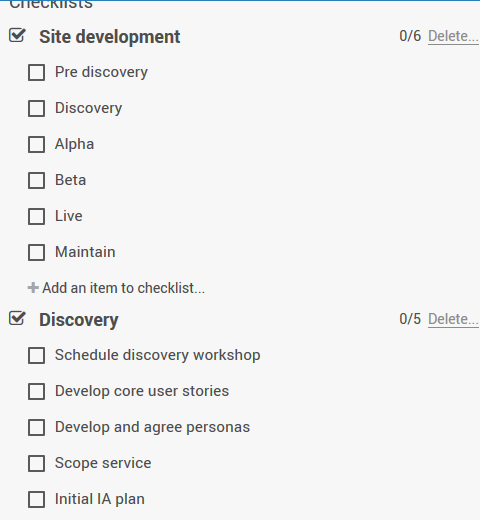 Checklists
Site development 0/6 Delete...
Pre discovery
Discovery
Alpha
Beta
Live
Maintain
+ Add an item to checklist...
Discovery 0/5 Delete...
Schedule discovery workshop
Develop core user stories
Develop and agree personas
Scope service
Initial IA plan